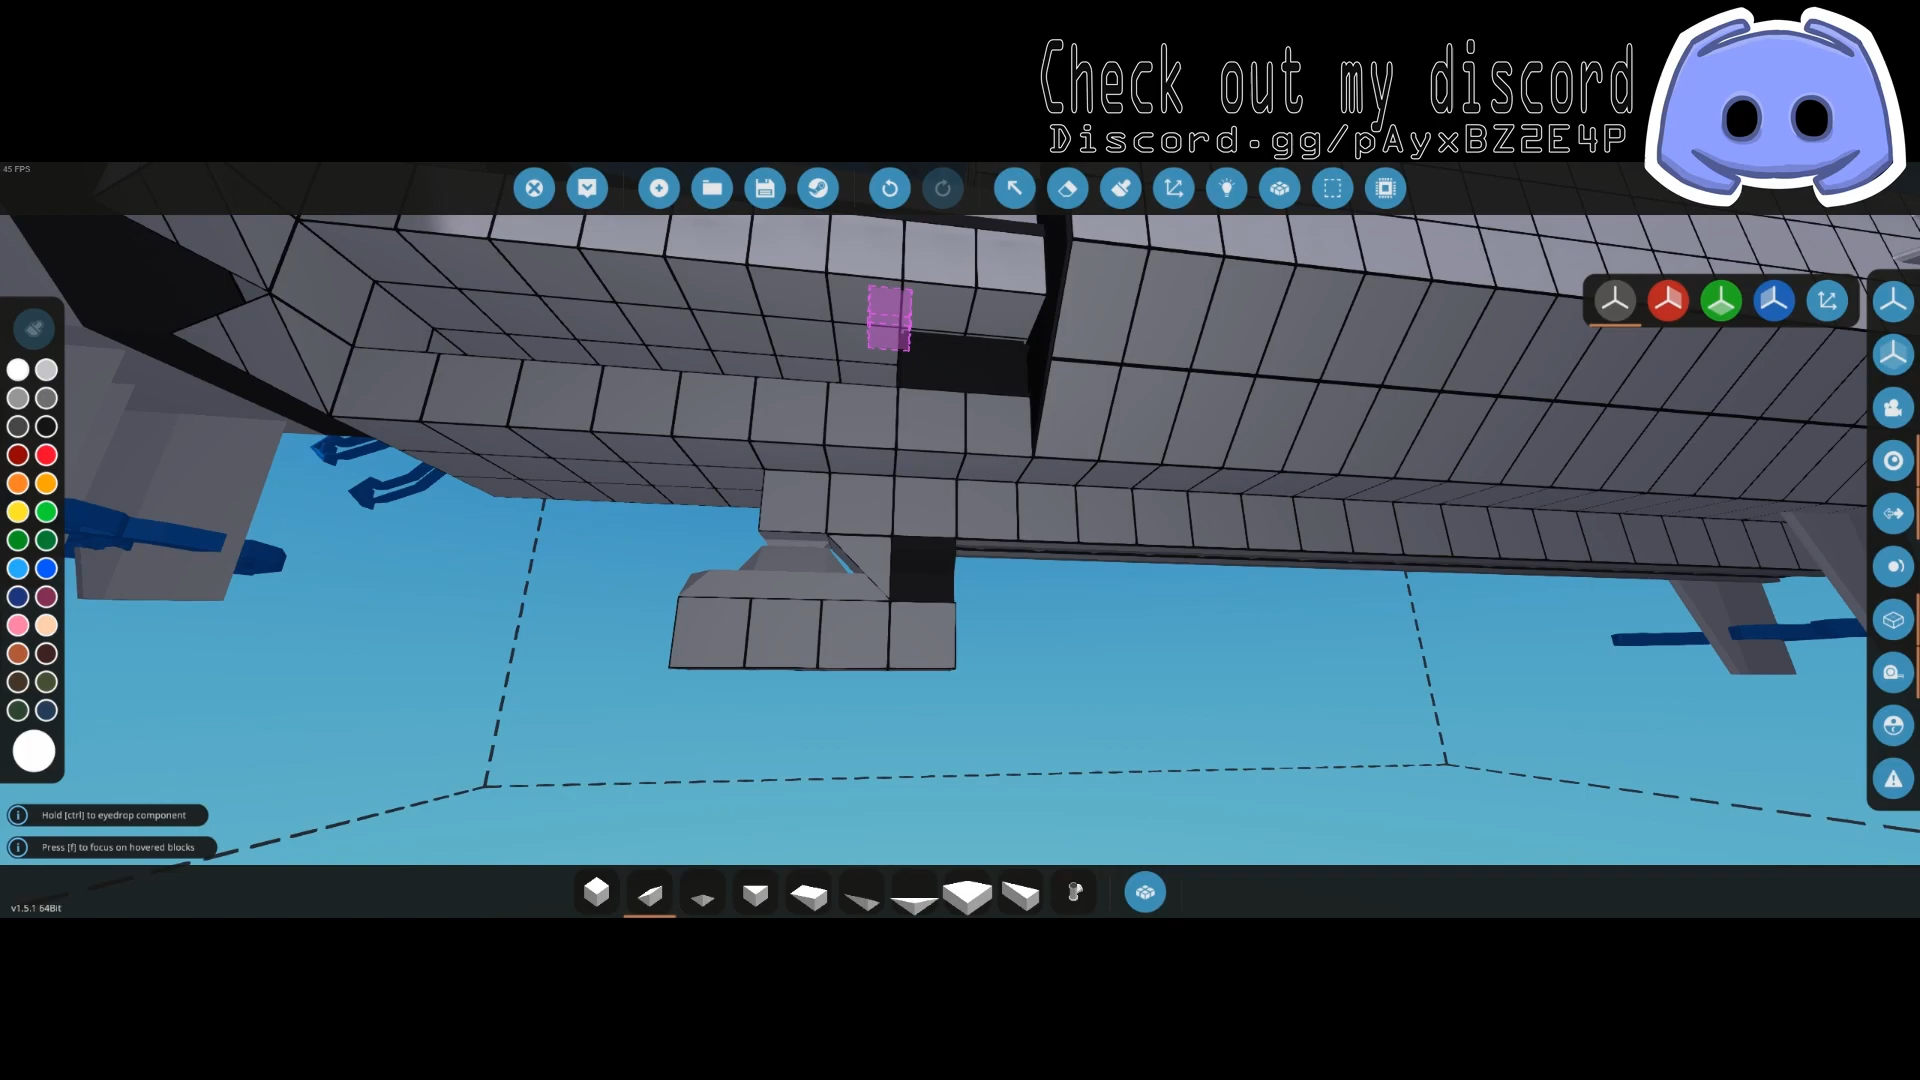 Check out my discord
Discord.gg/pAyxBZ2E4P
45 FPS
Hold [ctrl] to eyedrop component
Press [f] to focus on hovered blocks
v1.5.1 64Bit